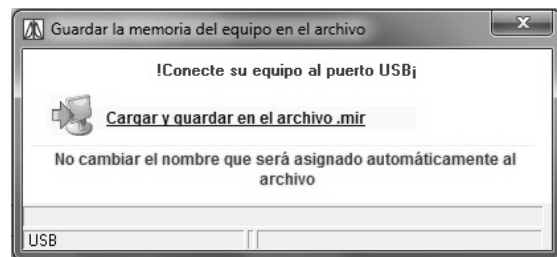 Guardar la memoria del equipo en el archivo
!Conecte su equipo al puerto USB¡
Cargar y guardar en el archivo .mir
No cambiar el nombre que será asignado automáticamente al
archivo
USB